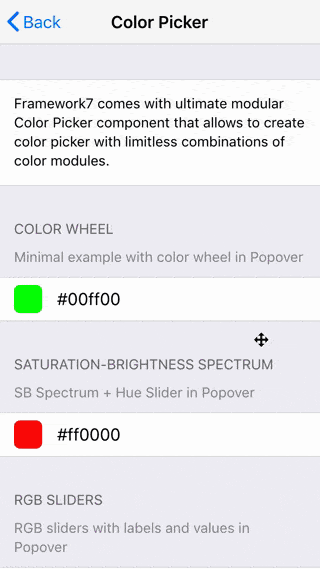 Back
Color Picker
Framework7 comes with ultimate modular
Color Picker component that allows to create
color picker with limitless combinations of
color modules.
COLOR WHEEL
Minimal example with color wheel in Popover
#00ff00
SATURATION-BRIGHTNESS SPECTRUM
SB Spectrum + Hue Slider in Popover
#ff0000
RGB SLIDERS
RGB sliders with labels and values in
Popover